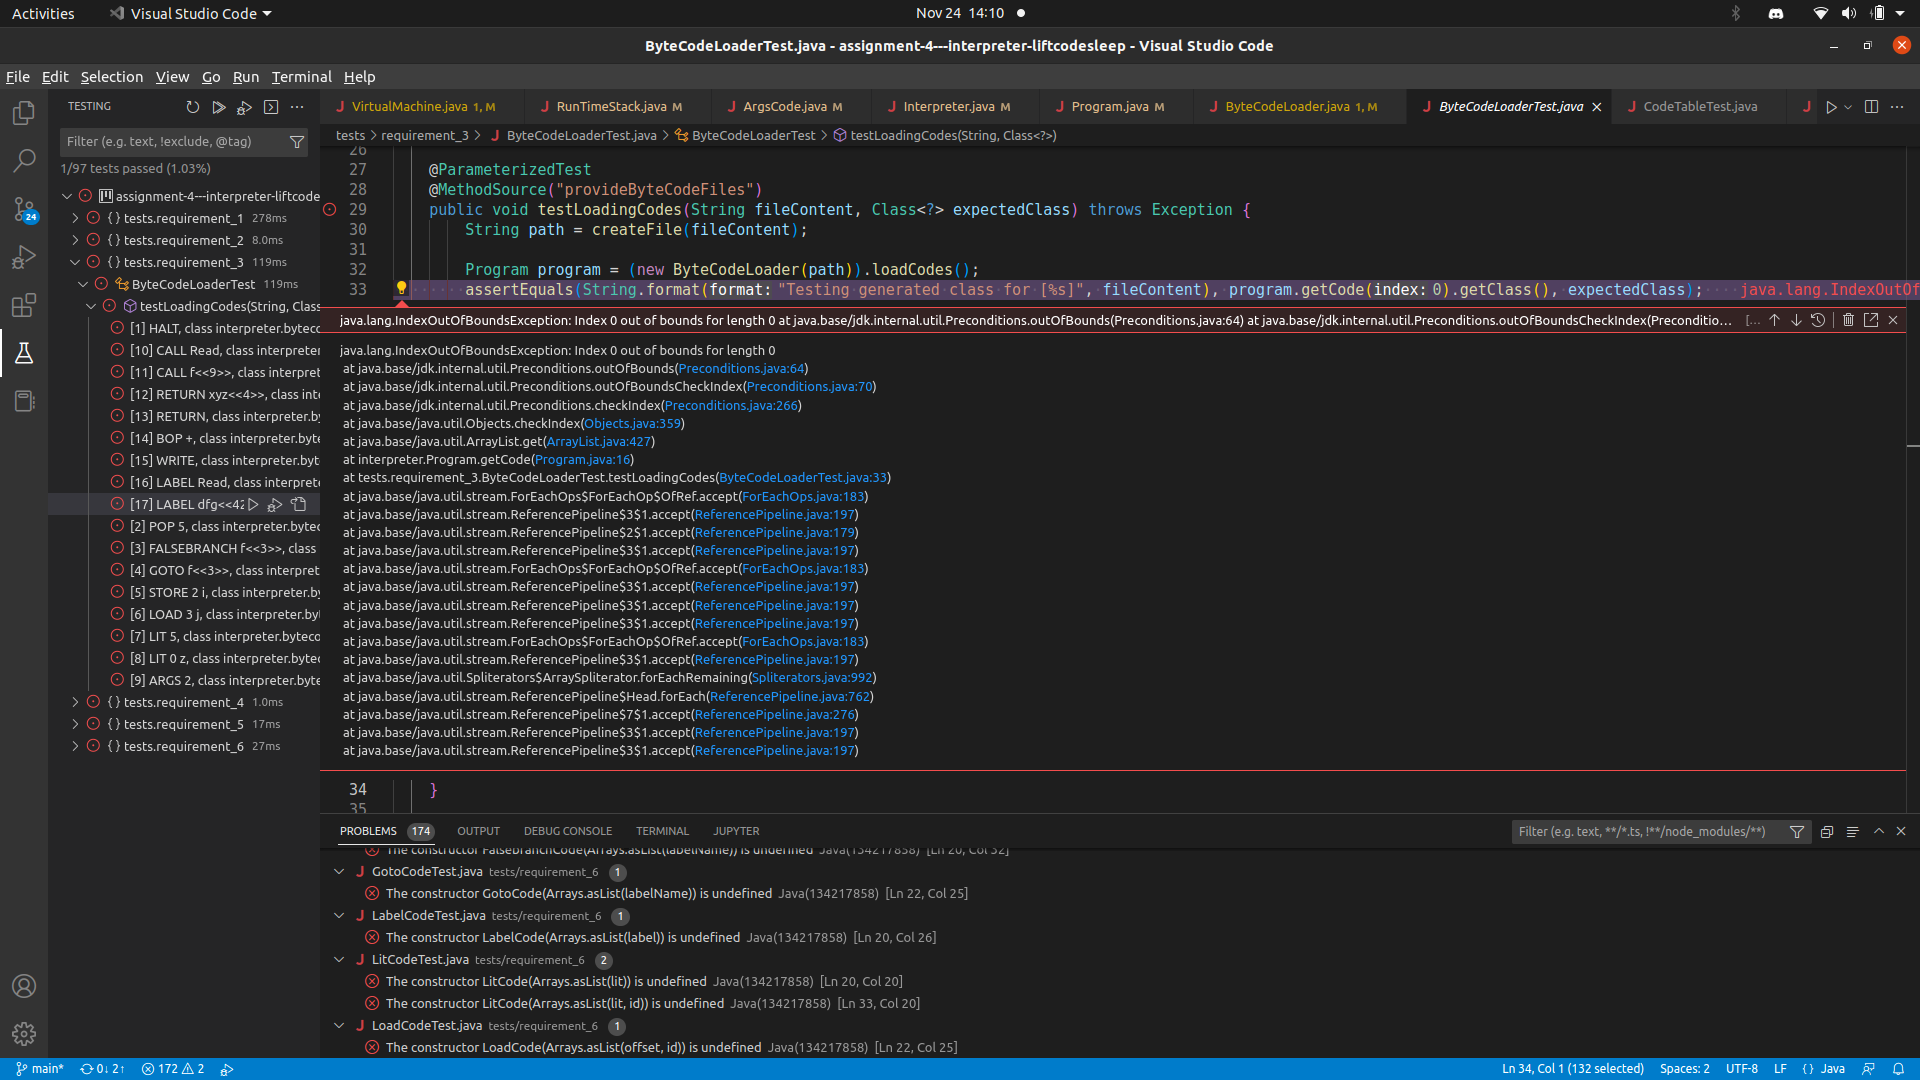 Activities
Visual Studio Code
Nov 24 14:10
ByteCodeLoaderTest.java - assignment-4---interpreter-liftcodesleep - Visual Studio Code
File Edit Selection View Go Run Terminal Help
TESTING
Filter (e.g. text, !exclude, @tag)
1/97 tests passed (1.03%)
assignment-4---interpreter-liftcode
{ } tests.requirement_1 278ms
{ } tests.requirement_2 8.0ms
{ } tests.requirement_3 119ms
ByteCodeLoaderTest 119ms
testLoadingCodes(String, Class
[1] HALT, class interpreter.byteco
[10] CALL Read, class interpreter
[11] CALL f<<9>>, class interpret
[12] RETURN xyz<<4>>, class inte
[13] RETURN, class interpreter.by
[14] BOP +, class interpreter.byte
[15] WRITE, class interpreter.byt
[16] LABEL Read, class interprete
[17] LABEL dfg<<42
[2] POP 5, class interpreter.bytec
[3] FALSEBRANCH f<<3>>, class
[4] GOTO f<<3>>, class interpret
[5] STORE 2 i, class interpreter.by
[6] LOAD 3 j, class interpreter.by
[7] LIT 5, class interpreter.byteco
[8] LIT 0 z, class interpreter.bytec
[9] ARGS 2, class interpreter.byte
{ } tests.requirement_4 1.0ms
{ } tests.requirement_5 17ms
{ } tests.requirement_6 27ms
VirtualMachine.java 1, M
RunTimeStack.java M
ArgsCode.java M
Interpreter.java M
Program.java M
ByteCodeLoader.java 1, M
ByteCodeLoaderTest.java
CodeTableTest.java
tests > requirement_3 > ByteCodeLoaderTest.java > ByteCodeLoaderTest > testLoadingCodes(String, Class<?>)
26
27 @ParameterizedTest
28 @MethodSource("provideByteCodeFiles")
29 public void testLoadingCodes(String fileContent, Class<?> expectedClass) throws Exception {
30 String path = createFile(fileContent);
31
32 Program program = (new ByteCodeLoader(path)).loadCodes();
33 assertEquals(String.format(format: "Testing generated class for [%s]", fileContent), program.getCode(index: 0).getClass(), expectedClass); java.lang.IndexOutOf
java.lang.IndexOutOfBoundsException: Index 0 out of bounds for length 0 at java.base/jdk.internal.util.Preconditions.outOfBounds(Preconditions.java:64) at java.base/jdk.internal.util.Preconditions.outOfBoundsCheckIndex(Preconditio... [...
java.lang.IndexOutOfBoundsException: Index 0 out of bounds for length 0
at java.base/jdk.internal.util.Preconditions.outOfBounds(Preconditions.java:64)
at java.base/jdk.internal.util.Preconditions.outOfBoundsCheckIndex(Preconditions.java:70)
at java.base/jdk.internal.util.Preconditions.checkIndex(Preconditions.java:266)
at java.base/java.util.Objects.checkIndex(Objects.java:359)
at java.base/java.util.ArrayList.get(ArrayList.java:427)
at interpreter.Program.getCode(Program.java:16)
at tests.requirement_3.ByteCodeLoaderTest.testLoadingCodes(ByteCodeLoaderTest.java:33)
at java.base/java.util.stream.ForEachOps$ForEachOp$OfRef.accept(ForEachOps.java:183)
at java.base/java.util.stream.ReferencePipeline$3$1.accept(ReferencePipeline.java:197)
at java.base/java.util.stream.ReferencePipeline$2$1.accept(ReferencePipeline.java:179)
at java.base/java.util.stream.ReferencePipeline$3$1.accept(ReferencePipeline.java:197)
at java.base/java.util.stream.ForEachOps$ForEachOp$OfRef.accept(ForEachOps.java:183)
at java.base/java.util.stream.ReferencePipeline$3$1.accept(ReferencePipeline.java:197)
at java.base/java.util.stream.ReferencePipeline$3$1.accept(ReferencePipeline.java:197)
at java.base/java.util.stream.ReferencePipeline$3$1.accept(ReferencePipeline.java:197)
at java.base/java.util.stream.ForEachOps$ForEachOp$OfRef.accept(ForEachOps.java:183)
at java.base/java.util.stream.ReferencePipeline$3$1.accept(ReferencePipeline.java:197)
at java.base/java.util.Spliterators$ArraySpliterator.forEachRemaining(Spliterators.java:992)
at java.base/java.util.stream.ReferencePipeline$Head.forEach(ReferencePipeline.java:762)
at java.base/java.util.stream.ReferencePipeline$7$1.accept(ReferencePipeline.java:276)
at java.base/java.util.stream.ReferencePipeline$3$1.accept(ReferencePipeline.java:197)
at java.base/java.util.stream.ReferencePipeline$3$1.accept(ReferencePipeline.java:197)
34 }
35
PROBLEMS 174 OUTPUT DEBUG CONSOLE TERMINAL JUPYTER
Filter (e.g. text, **/*.ts, !**/node_modules/**)
The constructor FalsebranchCode(Arrays.asList(labelName)) is undefined Java(134217858) [Ln 20, Col 32]
GotoCodeTest.java tests/requirement_6 1
The constructor GotoCode(Arrays.asList(labelName)) is undefined Java(134217858) [Ln 22, Col 25]
LabelCodeTest.java tests/requirement_6 1
The constructor LabelCode(Arrays.asList(label)) is undefined Java(134217858) [Ln 20, Col 26]
LitCodeTest.java tests/requirement_6 2
The constructor LitCode(Arrays.asList(lit)) is undefined Java(134217858) [Ln 20, Col 20]
The constructor LitCode(Arrays.asList(lit, id)) is undefined Java(134217858) [Ln 33, Col 20]
LoadCodeTest.java tests/requirement_6 1
The constructor LoadCode(Arrays.asList(offset, id)) is undefined Java(134217858) [Ln 22, Col 25]
24
main* 0↓ 2↑ 172 2
Ln 34, Col 1 (132 selected) Spaces: 2 UTF-8 LF { } Java